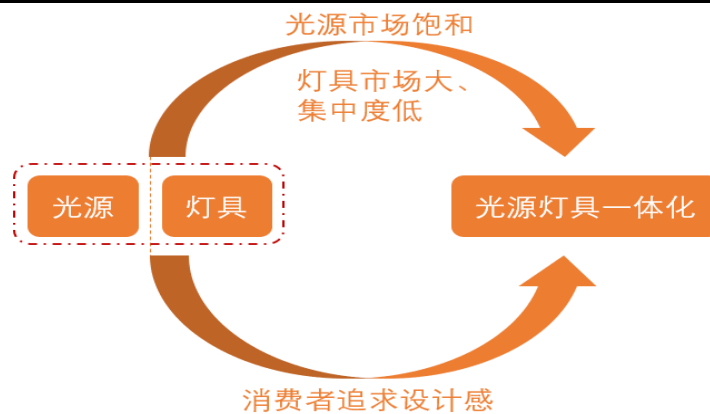 光源市场饱和
灯具市场大、
集中度低
光源
灯具
光源灯具一体化
消费者追求设计感